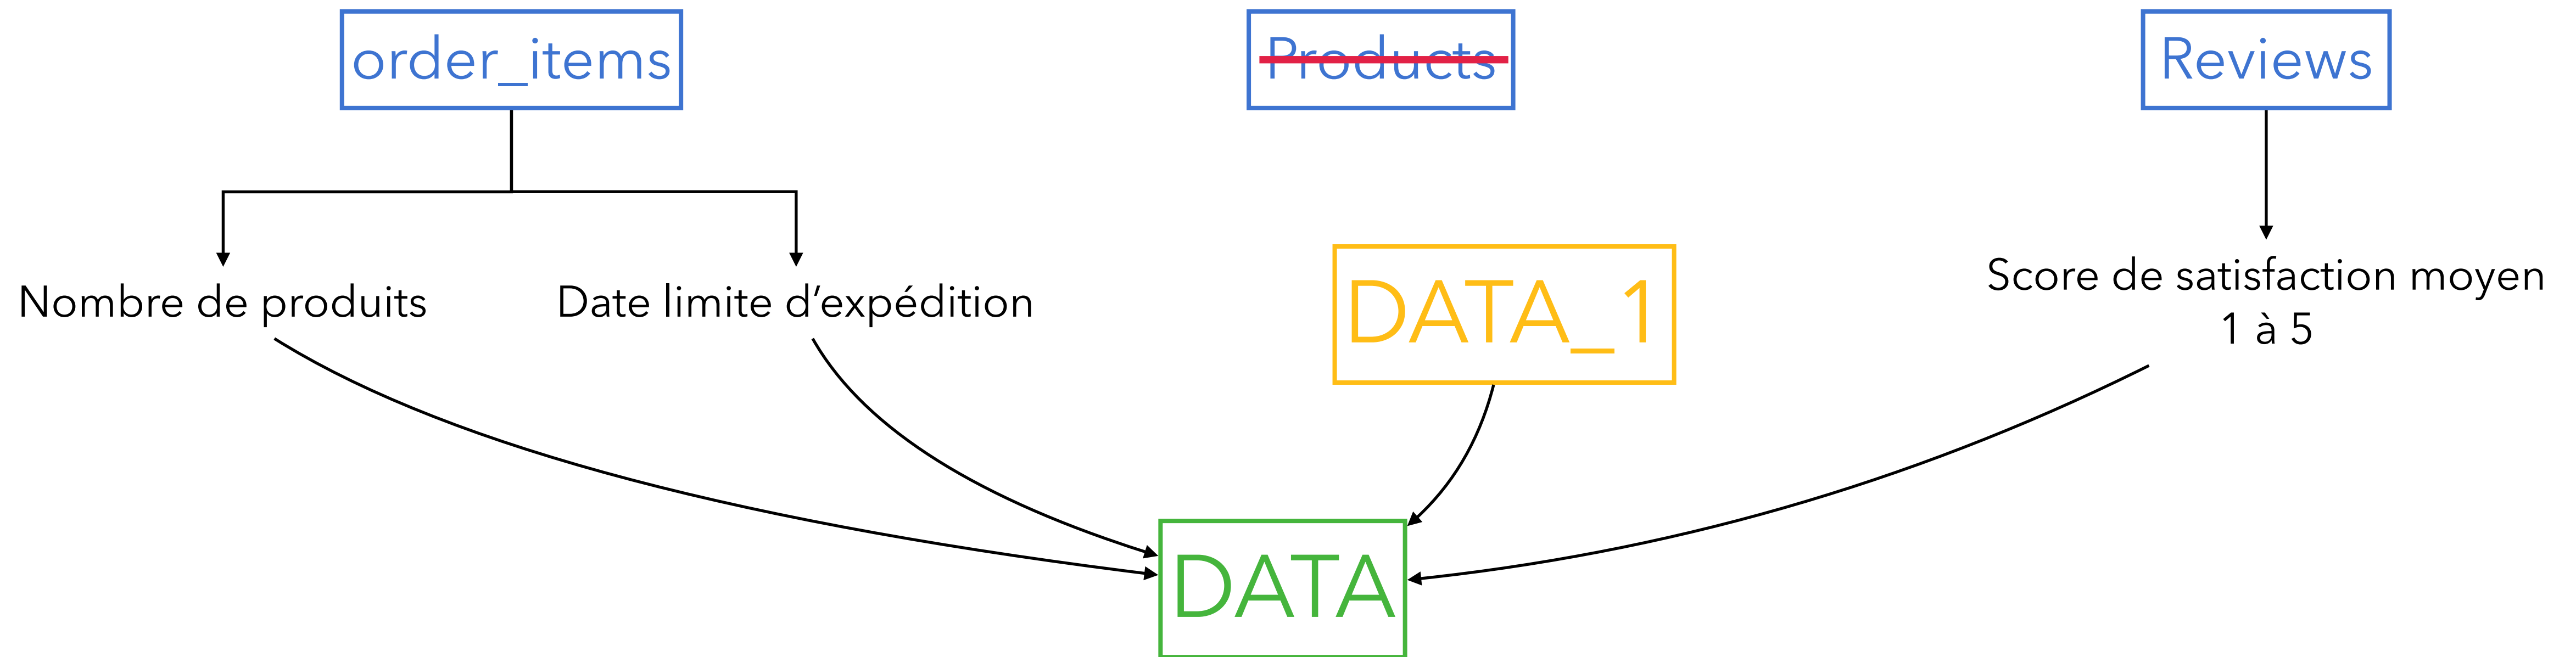 order_items
Products
Reviews
Nombre de produits
Date limite d’expédition
DATA_1
Score de satisfaction moyen
1 à 5
DATA